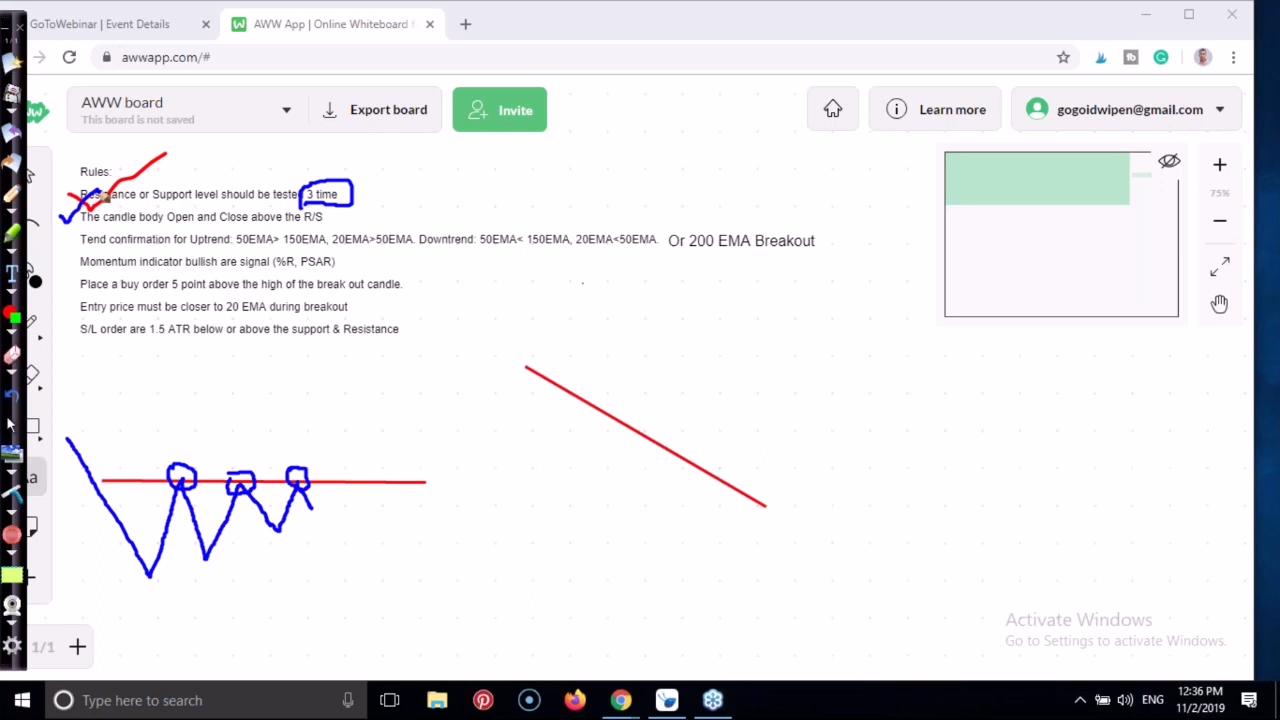 GoToWebinar | Event Details
AWW App | Online Whiteboard f
awwapp.com/#
1/1
AWW board
This board is not saved
Export board
Invite
Learn more
gogoidwipen@gmail.com
75%
Rules:
Resistance or Support level should be teste 3 time
The candle body Open and Close above the R/S
Tend confirmation for Uptrend: 50EMA> 150EMA, 20EMA>50EMA. Downtrend: 50EMA< 150EMA, 20EMA<50EMA. Or 200 EMA Breakout
Momentum indicator bullish are signal (%R, PSAR)
Place a buy order 5 point above the high of the break out candle.
Entry price must be closer to 20 EMA during breakout
S/L order are 1.5 ATR below or above the support & Resistance
Activate Windows
Go to Settings to activate Windows.
1/1
Type here to search
ENG
12:36 PM
11/2/2019